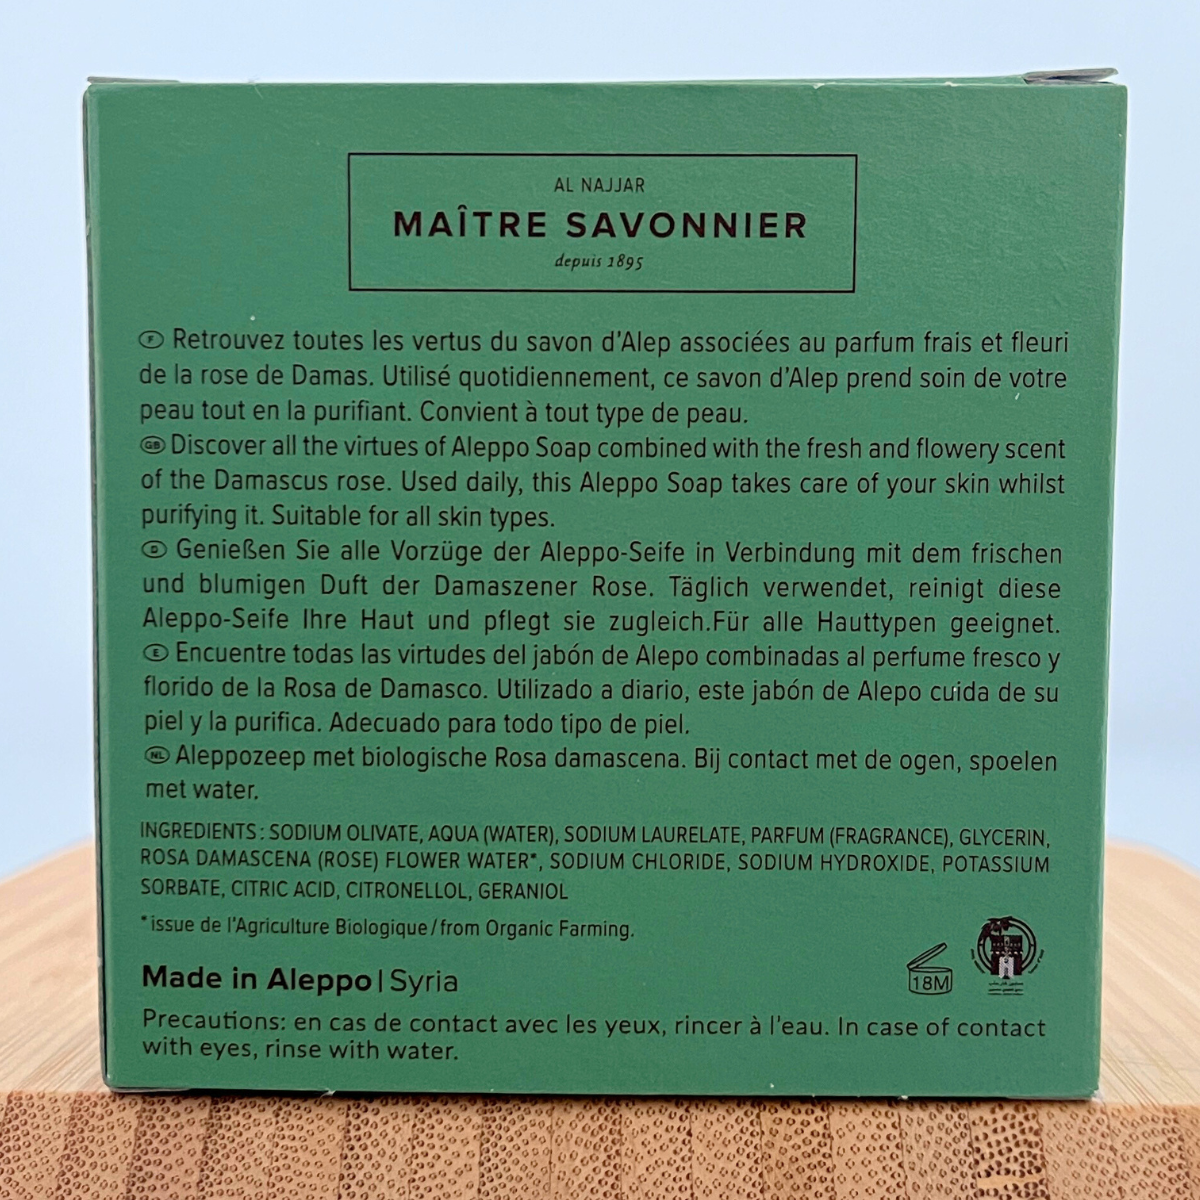 AL NAJJAR
MAÎTRE SAVONNIER
depuis 1895
F Retrouvez toutes les vertus du savon d'Alep associées au parfum frais et fleuri
de la rose de Damas. Utilisé quotidiennement, ce savon d'Alep prend soin de votre
peau tout en la purifiant. Convient à tout type de peau.
GB Discover all the virtues of Aleppo Soap combined with the fresh and flowery scent
of the Damascus rose. Used daily, this Aleppo Soap takes care of your skin whilst
purifying it. Suitable for all skin types.
D Genießen Sie alle Vorzüge der Aleppo-Seife in Verbindung mit dem frischen
und blumigen Duft der Damaszener Rose. Täglich verwendet, reinigt diese
Aleppo-Seife Ihre Haut und pflegt sie zugleich.Für alle Hauttypen geeignet.
E Encuentre todas las virtudes del jabón de Alepo combinadas al perfume fresco y
florido de la Rosa de Damasco. Utilizado a diario, este jabón de Alepo cuida de su
piel y la purifica. Adecuado para todo tipo de piel.
NL Aleppozeep met biologische Rosa damascena. Bij contact met de ogen, spoelen
met water.
INGREDIENTS : SODIUM OLIVATE, AQUA (WATER), SODIUM LAURELATE, PARFUM (FRAGRANCE), GLYCERIN,
ROSA DAMASCENA (ROSE) FLOWER WATER*, SODIUM CHLORIDE, SODIUM HYDROXIDE, POTASSIUM
SORBATE, CITRIC ACID, CITRONELLOL, GERANIOL
*issue de l'Agriculture Biologique/from Organic Farming.
18M
Made in Aleppo | Syria
Precautions: en cas de contact avec les yeux, rincer à l'eau. In case of contact
with eyes, rinse with water.